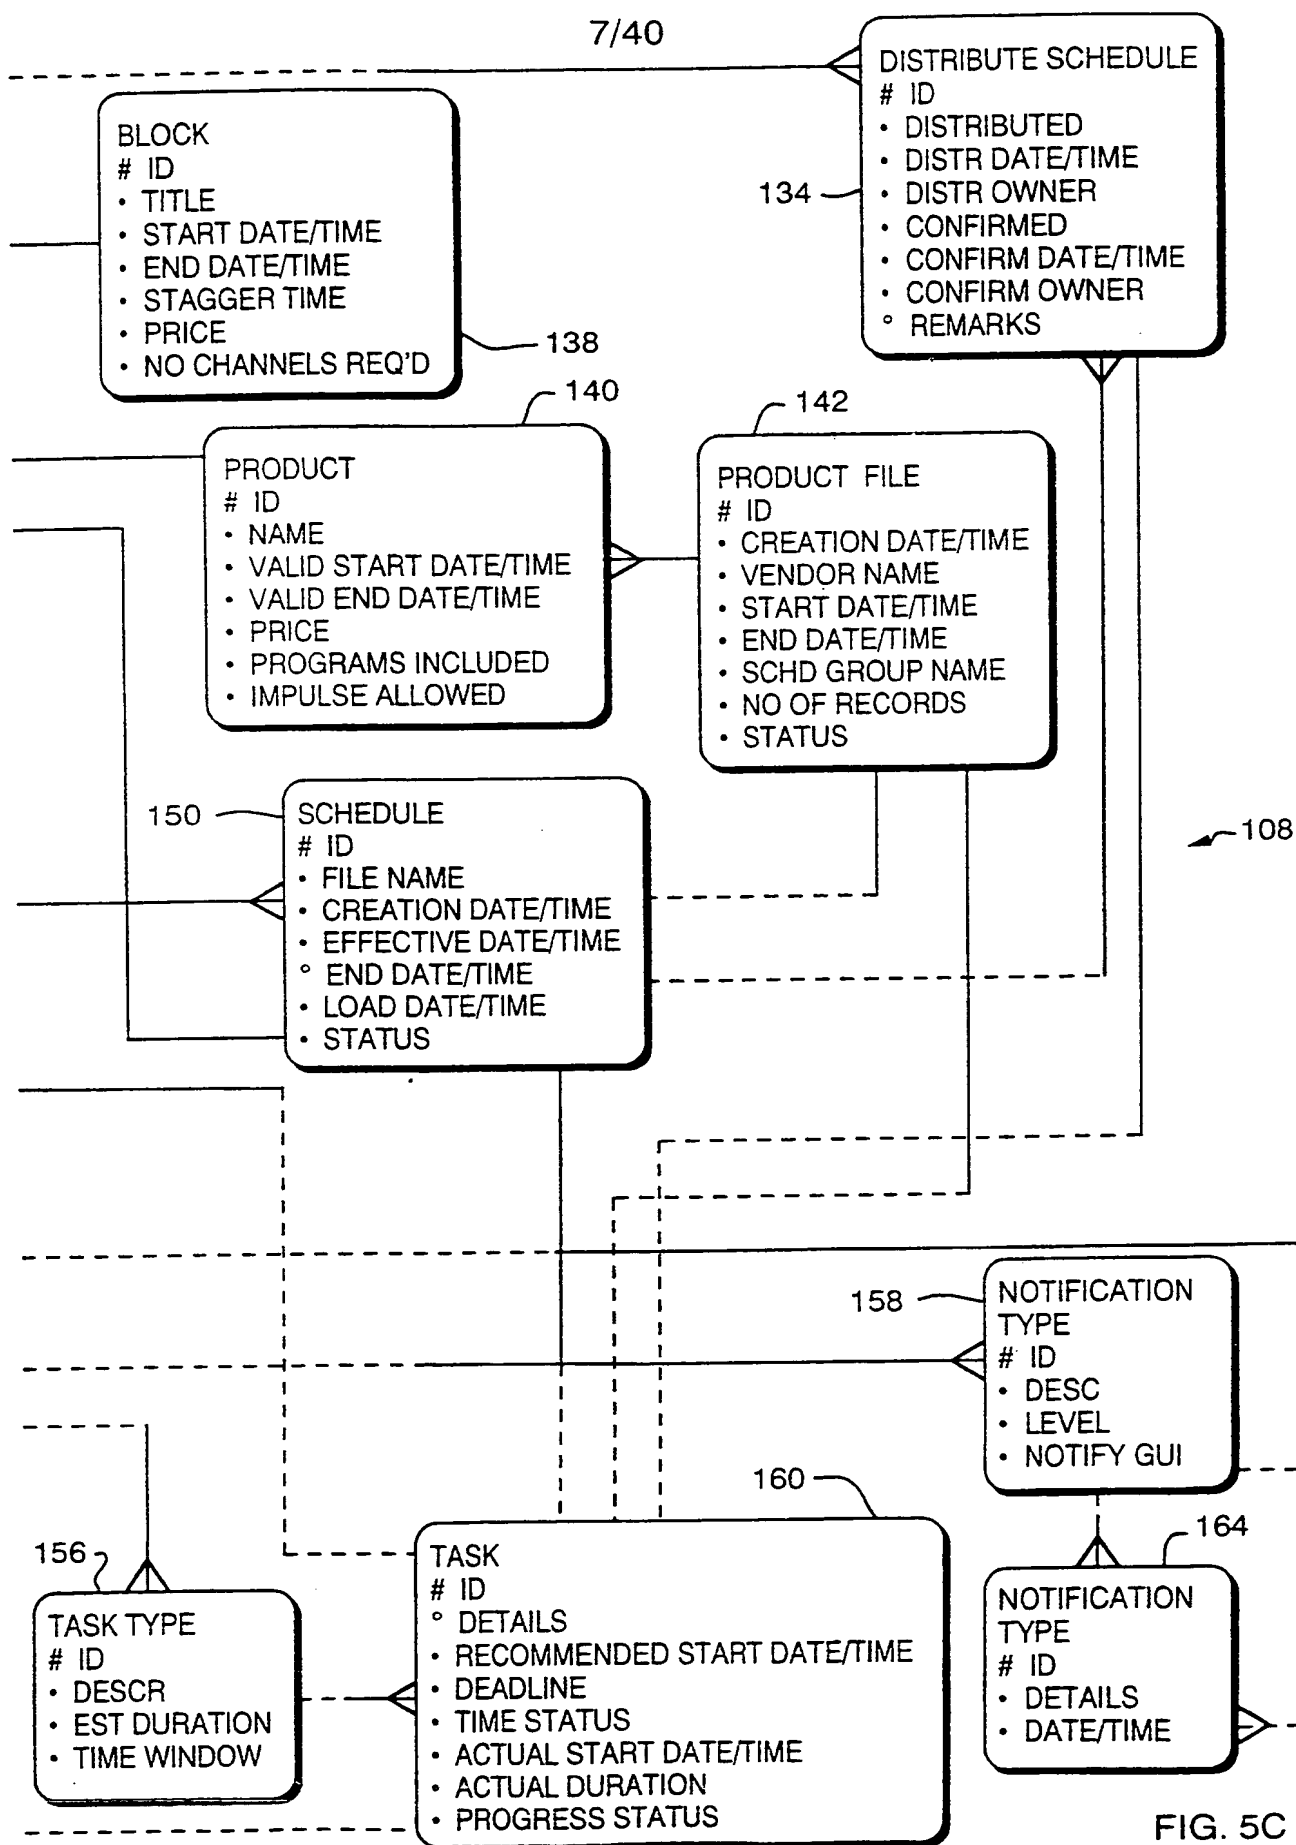 7/40
DISTRIBUTE SCHEDULE
# ID
• DISTRIBUTED
• DISTR DATE/TIME
• DISTR OWNER
• CONFIRMED
• CONFIRM DATE/TIME
• CONFIRM OWNER
° REMARKS
134
BLOCK
# ID
• TITLE
• START DATE/TIME
• END DATE/TIME
• STAGGER TIME
• PRICE
• NO CHANNELS REQ'D
138
140
PRODUCT
# ID
• NAME
• VALID START DATE/TIME
• VALID END DATE/TIME
• PRICE
• PROGRAMS INCLUDED
• IMPULSE ALLOWED
142
PRODUCT FILE
# ID
• CREATION DATE/TIME
• VENDOR NAME
• START DATE/TIME
• END DATE/TIME
• SCHD GROUP NAME
• NO OF RECORDS
• STATUS
150
SCHEDULE
# ID
• FILE NAME
• CREATION DATE/TIME
• EFFECTIVE DATE/TIME
° END DATE/TIME
• LOAD DATE/TIME
• STATUS
108
158
NOTIFICATION
TYPE
# ID
• DESC
• LEVEL
• NOTIFY GUI
156
TASK TYPE
# ID
• DESCR
• EST DURATION
• TIME WINDOW
160
TASK
# ID
° DETAILS
• RECOMMENDED START DATE/TIME
• DEADLINE
• TIME STATUS
• ACTUAL START DATE/TIME
• ACTUAL DURATION
• PROGRESS STATUS
164
NOTIFICATION
TYPE
# ID
• DETAILS
• DATE/TIME
FIG. 5C